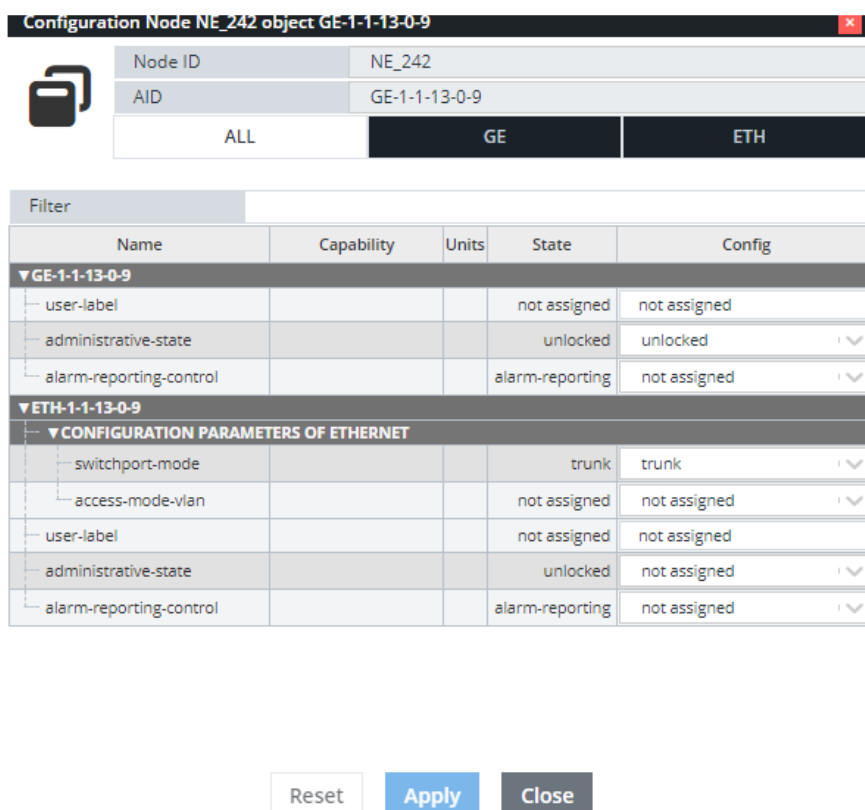 Configuration Node NE_242 object GE-1-1-13-0-9
Node ID NE_242
AID GE-1-1-13-0-9
ALL GE ETH
Filter
Name Capability Units State Config
▼GE-1-1-13-0-9
user-label not assigned not assigned
administrative-state unlocked unlocked
alarm-reporting-control alarm-reporting not assigned
▼ETH-1-1-13-0-9
▼CONFIGURATION PARAMETERS OF ETHERNET
switchport-mode trunk trunk
access-mode-vlan not assigned not assigned
user-label not assigned not assigned
administrative-state unlocked not assigned
alarm-reporting-control alarm-reporting not assigned
Reset Apply Close